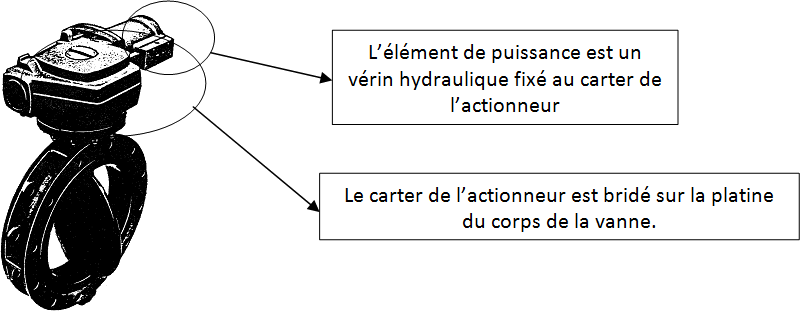 L’élément de puissance est un
vérin hydraulique fixé au carter de
l’actionneur
Le carter de l’actionneur est bridé sur la platine
du corps de la vanne.